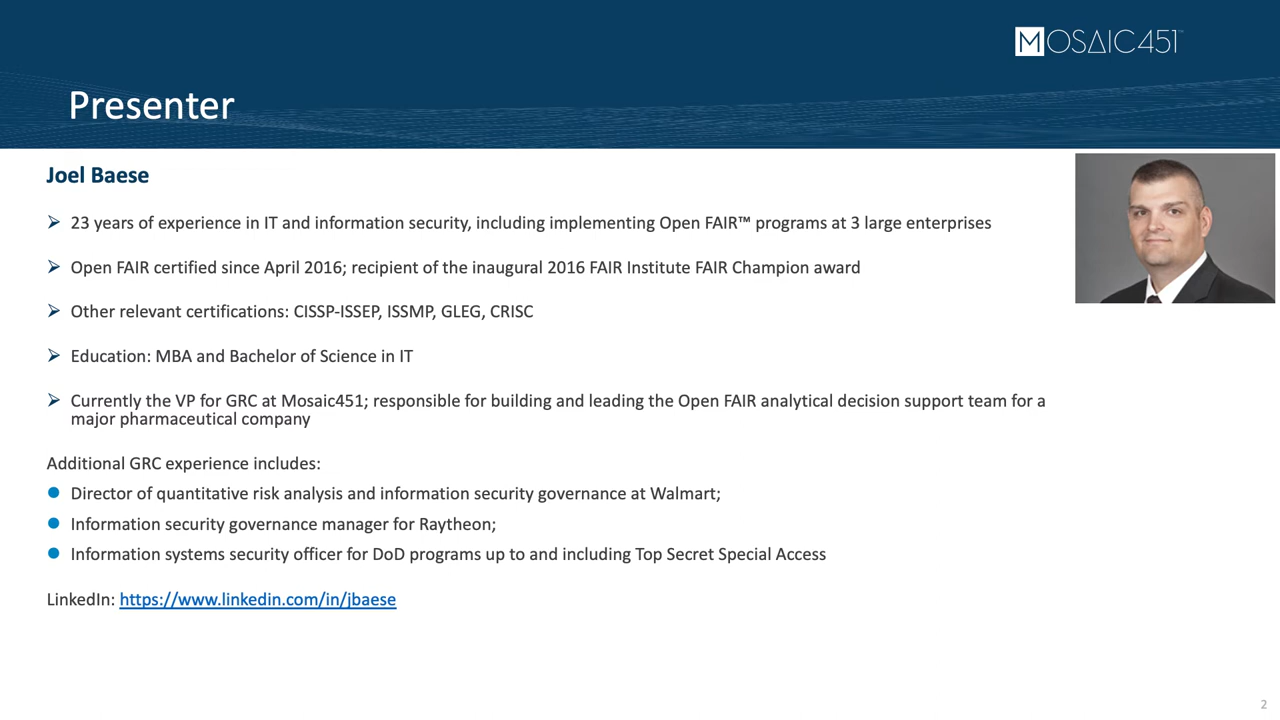 MOSAIC451™
Presenter
Joel Baese
➢ 23 years of experience in IT and information security, including implementing Open FAIR™ programs at 3 large enterprises
➢ Open FAIR certified since April 2016; recipient of the inaugural 2016 FAIR Institute FAIR Champion award
➢ Other relevant certifications: CISSP-ISSEP, ISSMP, GLEG, CRISC
➢ Education: MBA and Bachelor of Science in IT
➢ Currently the VP for GRC at Mosaic451; responsible for building and leading the Open FAIR analytical decision support team for a
major pharmaceutical company
Additional GRC experience includes:
● Director of quantitative risk analysis and information security governance at Walmart;
● Information security governance manager for Raytheon;
● Information systems security officer for DoD programs up to and including Top Secret Special Access
LinkedIn: https://www.linkedin.com/in/jbaese
2